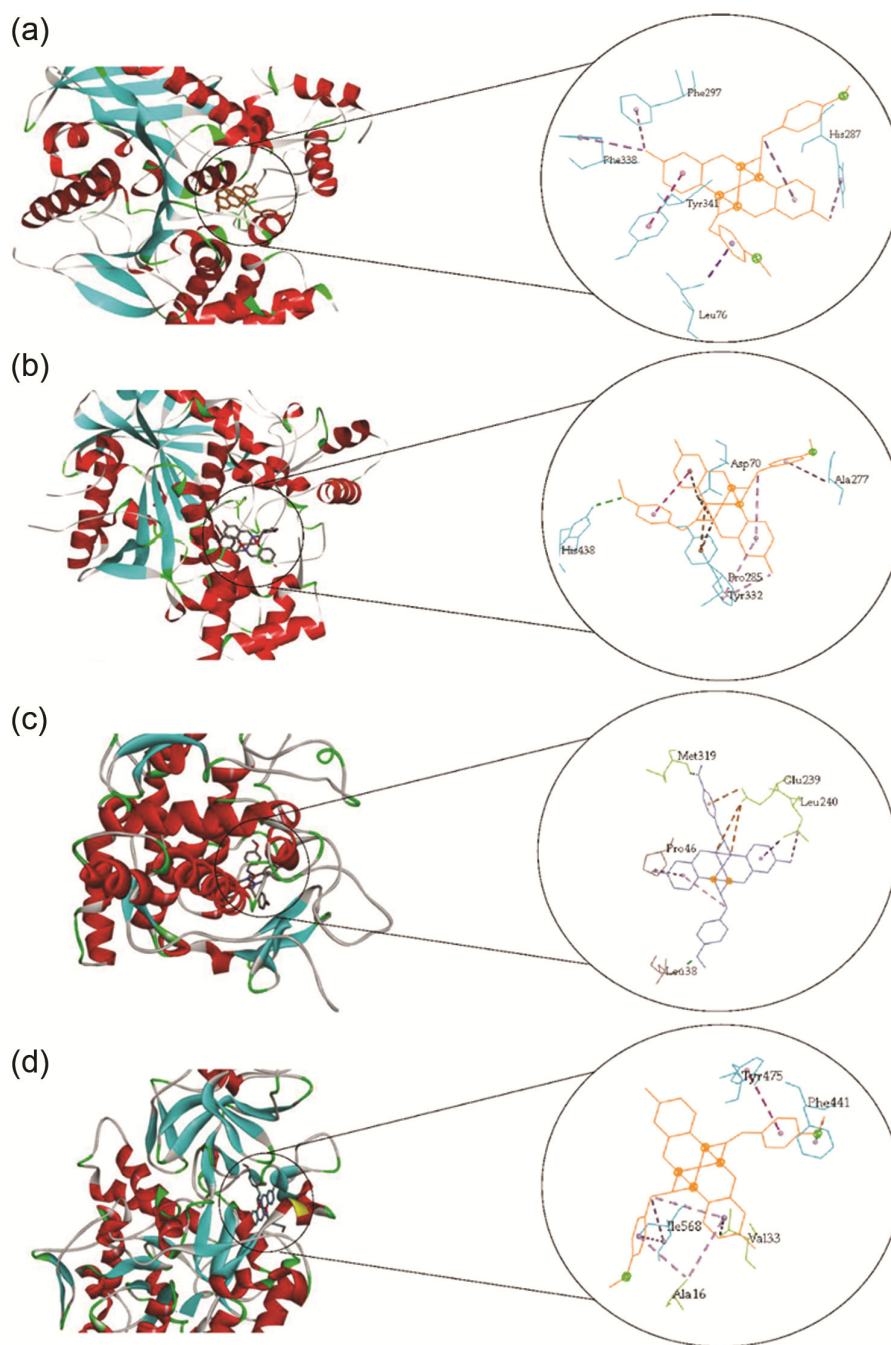 (a)
Phe297
His287
Phe338
Tyr341
Leu76
(b)
Asp70
Ala277
His438
Pro285
Tyr332
(c)
Met319
Glu239
Leu240
Pro46
Leu38
(d)
Tyr475
Phe441
Ile568
Val33
Ala16